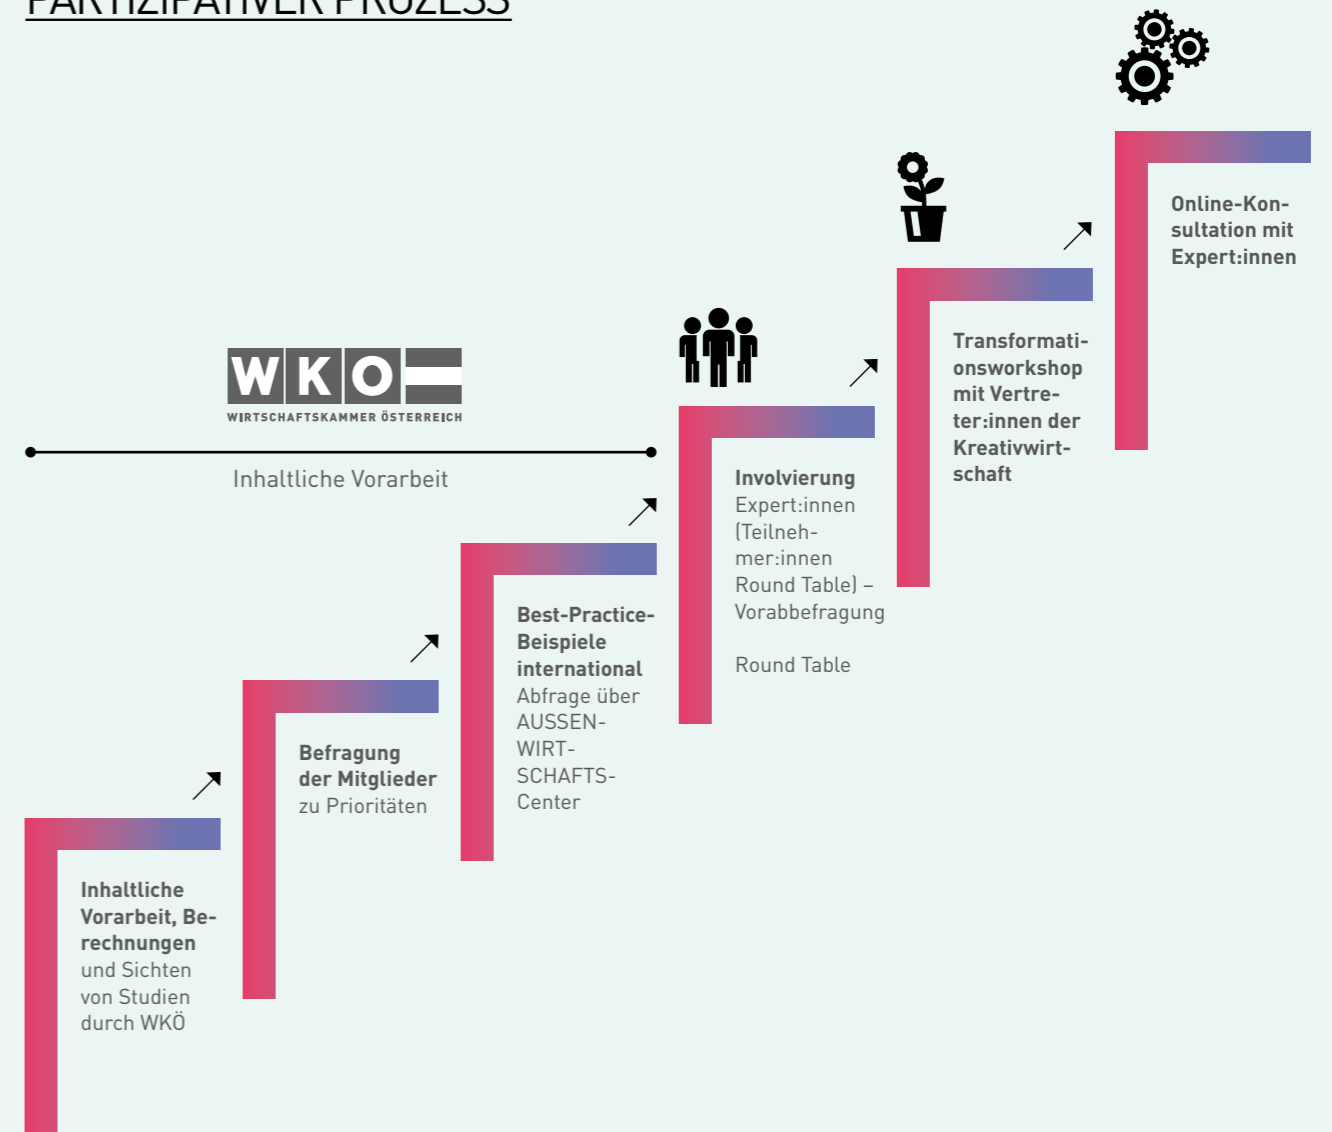 PARTIZIPATIVER PROZESS
Online-Kon-
sultation mit
Expert:innen
Transformati-
onsworkshop
mit Vertre-
ter:innen der
Kreativwirt-
schaft
WKO
WIRTSCHAFTSKAMMER ÖSTERREICH
Inhaltliche Vorarbeit
Involvierung
Expert:innen
(Teilneh-
mer:innen
Round Table) –
Vorabbefragung
Round Table
Best-Practice-
Beispiele
international
Abfrage über
AUSSEN-
WIRT-
SCHAFTS-
Center
Befragung
der Mitglieder
zu Prioritäten
Inhaltliche
Vorarbeit, Be-
rechnungen
und Sichten
von Studien
durch WKÖ